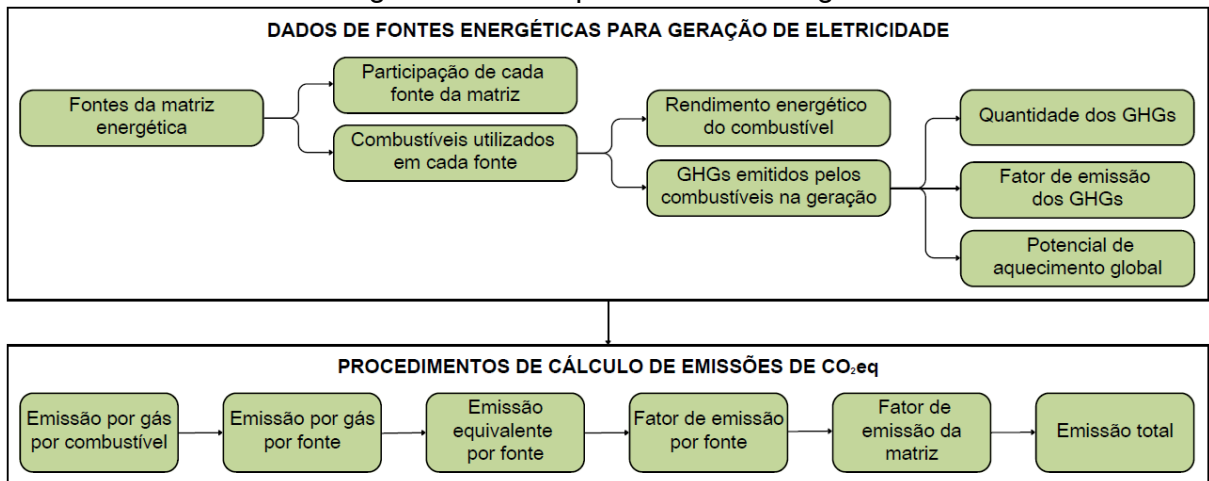 DADOS DE FONTES ENERGÉTICAS PARA GERAÇÃO DE ELETRICIDADE
Fontes da matriz
energética
Participação de cada
fonte da matriz
Combustíveis utilizados
em cada fonte
Rendimento energético
do combustível
GHGs emitidos pelos
combustíveis na geração
Quantidade dos GHGs
Fator de emissão
dos GHGs
Potencial de
aquecimento global
PROCEDIMENTOS DE CÁLCULO DE EMISSÕES DE CO₂eq
Emissão por gás
por combustível
Emissão por gás
por fonte
Emissão
equivalente
por fonte
Fator de emissão
por fonte
Fator de
emissão da
matriz
Emissão total